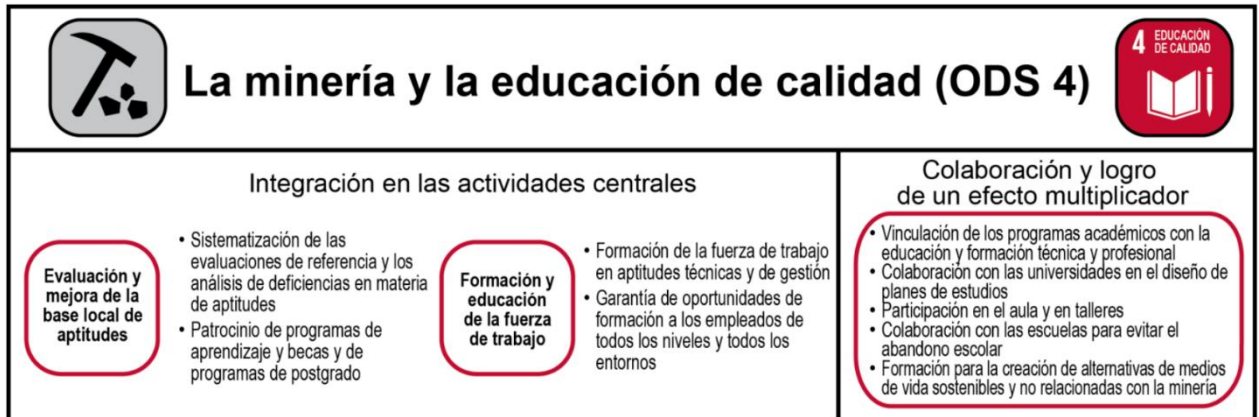 La minería y la educación de calidad (ODS 4)
4 EDUCACIÓN
DE CALIDAD
Integración en las actividades centrales
Evaluación y
mejora de la
base local de
aptitudes
• Sistematización de las
evaluaciones de referencia y los
análisis de deficiencias en materia
de aptitudes
• Patrocinio de programas de
aprendizaje y becas y de
programas de postgrado
Formación y
educación
de la fuerza
de trabajo
• Formación de la fuerza de trabajo
en aptitudes técnicas y de gestión
• Garantía de oportunidades de
formación a los empleados de
todos los niveles y todos los
entornos
Colaboración y logro
de un efecto multiplicador
• Vinculación de los programas académicos con la
educación y formación técnica y profesional
• Colaboración con las universidades en el diseño de
planes de estudios
• Participación en el aula y en talleres
• Colaboración con las escuelas para evitar el
abandono escolar
• Formación para la creación de alternativas de medios
de vida sostenibles y no relacionadas con la minería